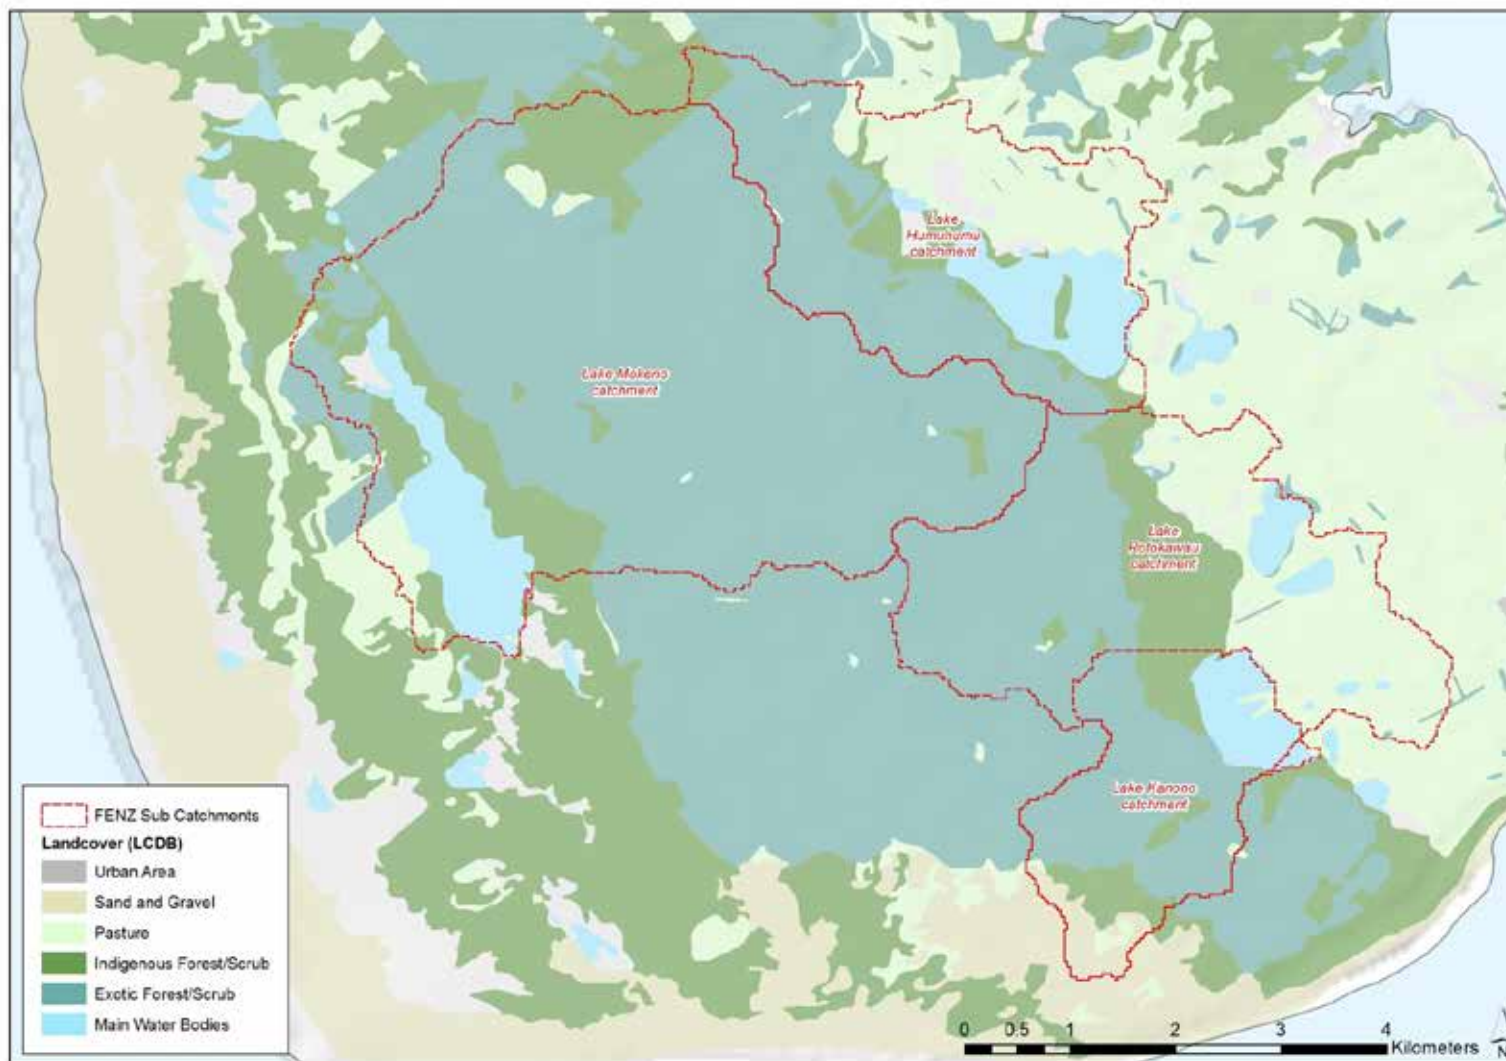 Lake
Humuhumu
catchment
Lake Mokeno
catchment
Lake
Rotokawau
catchment
Lake Kanono
catchment
FENZ Sub Catchments
Landcover (LCDB)
Urban Area
Sand and Gravel
Pasture
Indigenous Forest/Scrub
Exotic Forest/Scrub
Main Water Bodies
0 0.5 1 2 3 4
Kilometers
N